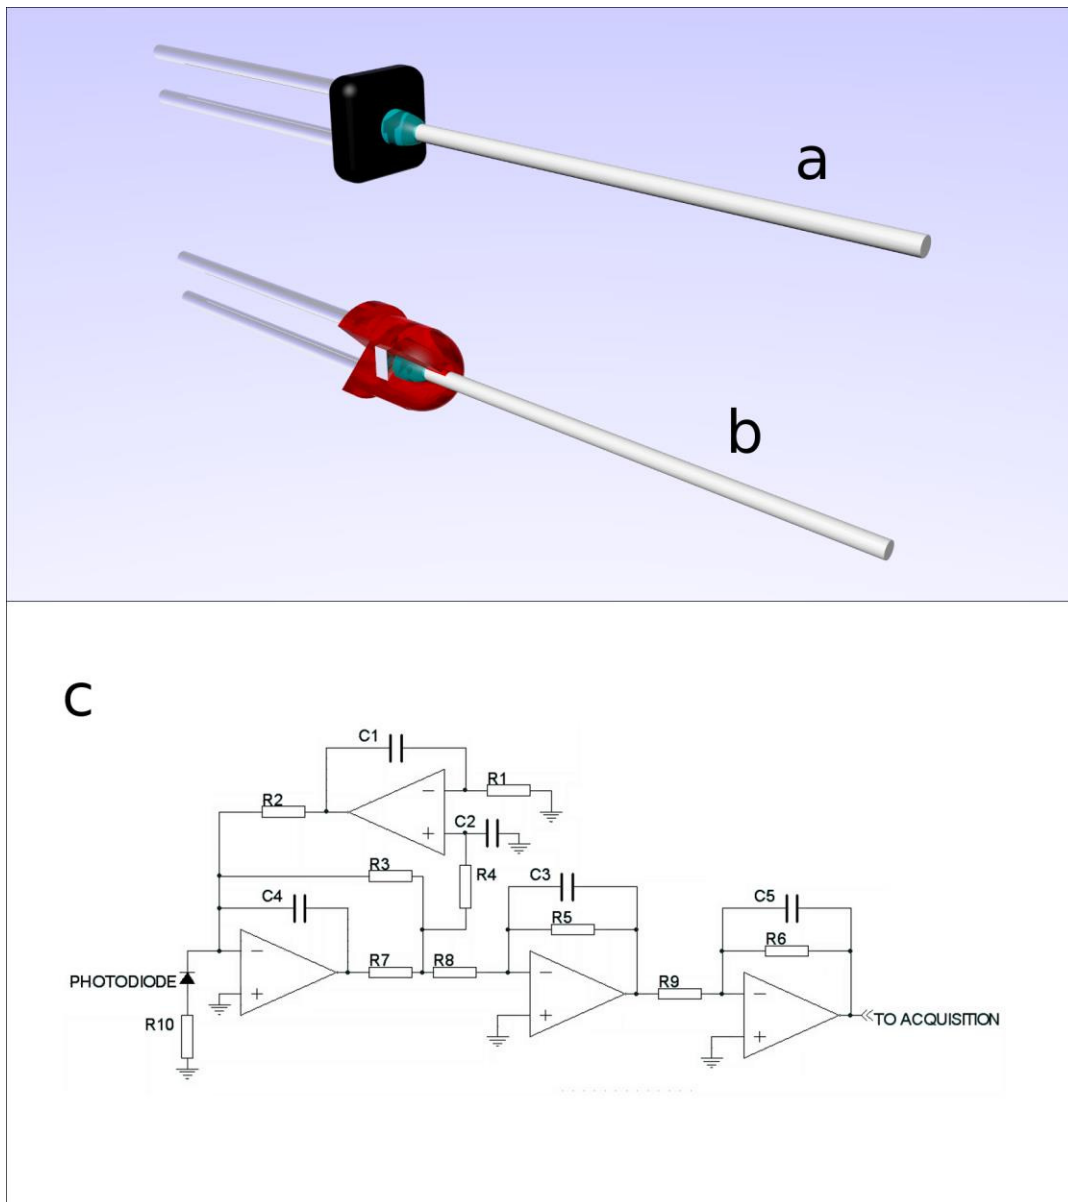 a
b
c
C1
R1
R2
C2
R3
R4
C3
C4
C5
R5
R6
R7
R8
R9
PHOTODIODE
R10
TO ACQUISITION